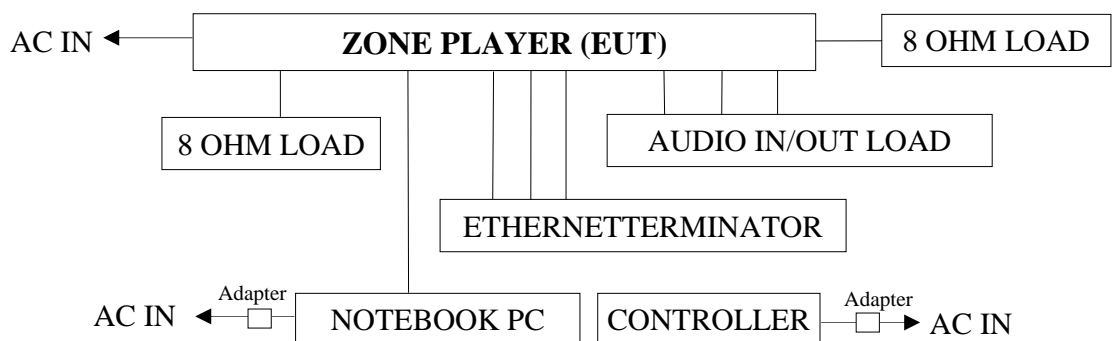 AC IN
ZONE PLAYER (EUT)
8 OHM LOAD
8 OHM LOAD
AUDIO IN/OUT LOAD
ETHERNETTERMINATOR
AC IN
Adapter
NOTEBOOK PC
CONTROLLER
Adapter
AC IN